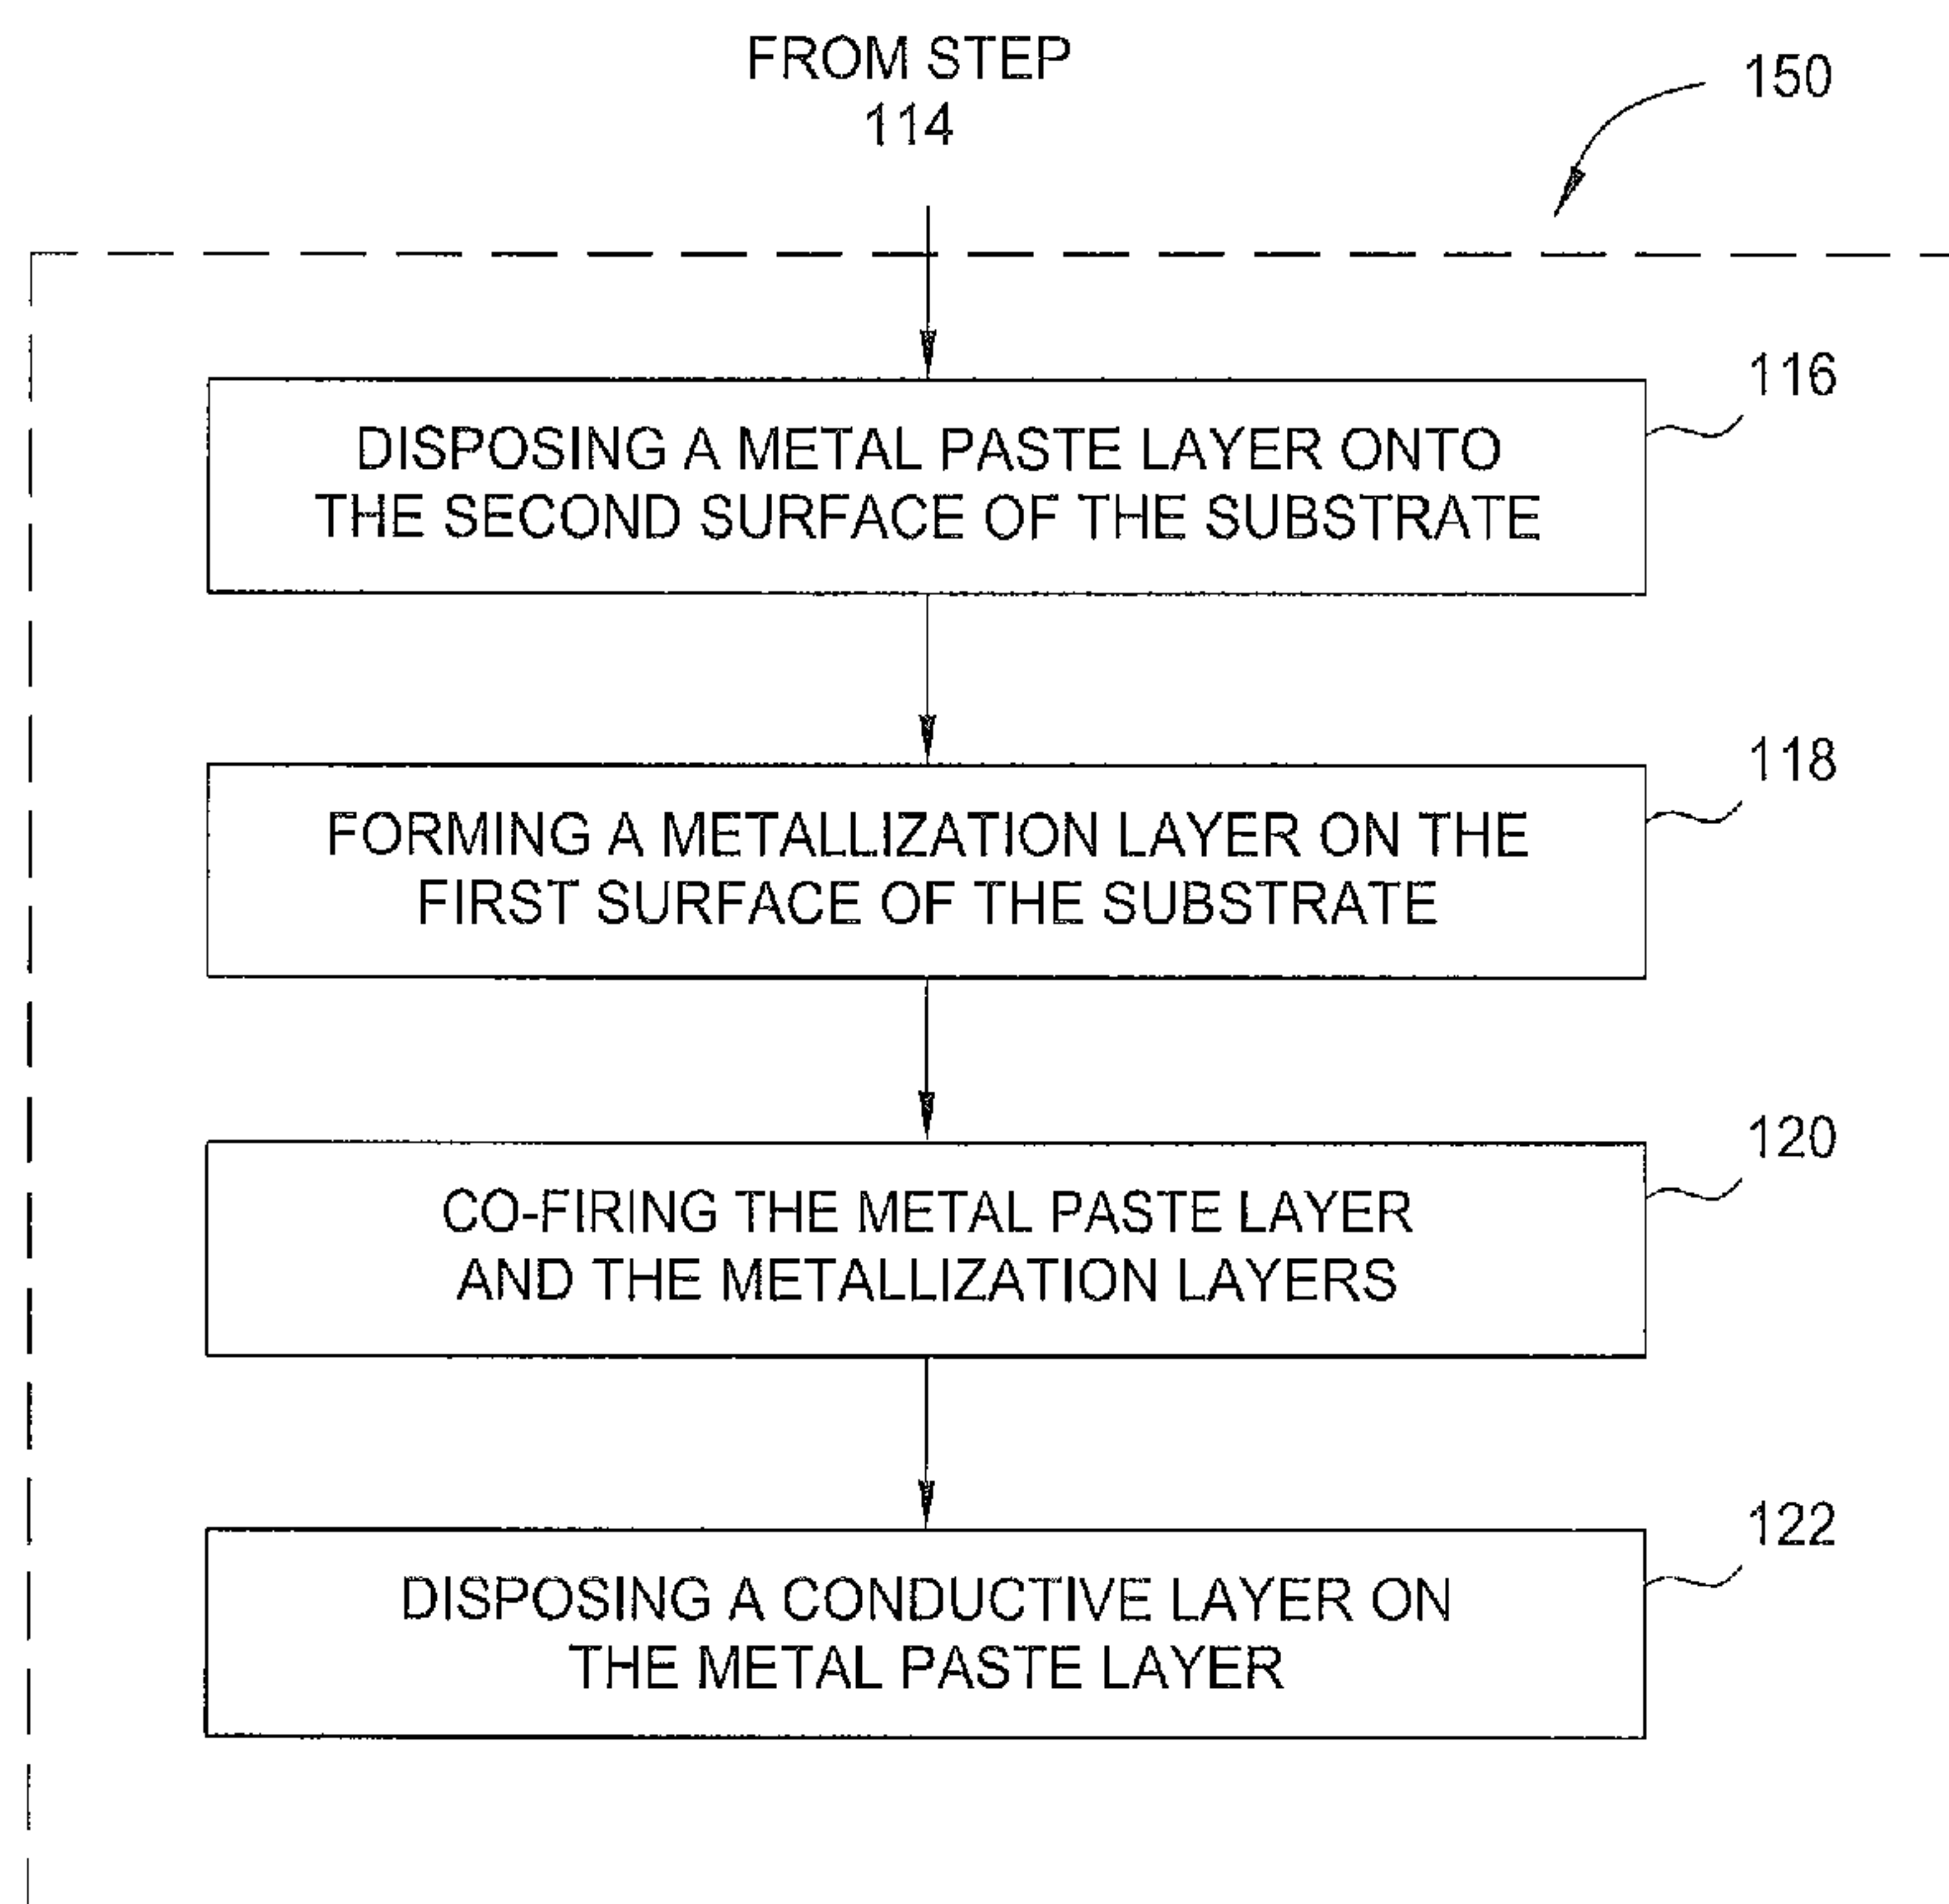 FROM STEP
114
150
116
DISPOSING A METAL PASTE LAYER ONTO
THE SECOND SURFACE OF THE SUBSTRATE
118
FORMING A METALLIZATION LAYER ON THE
FIRST SURFACE OF THE SUBSTRATE
120
CO-FIRING THE METAL PASTE LAYER
AND THE METALLIZATION LAYERS
122
DISPOSING A CONDUCTIVE LAYER ON
THE METAL PASTE LAYER